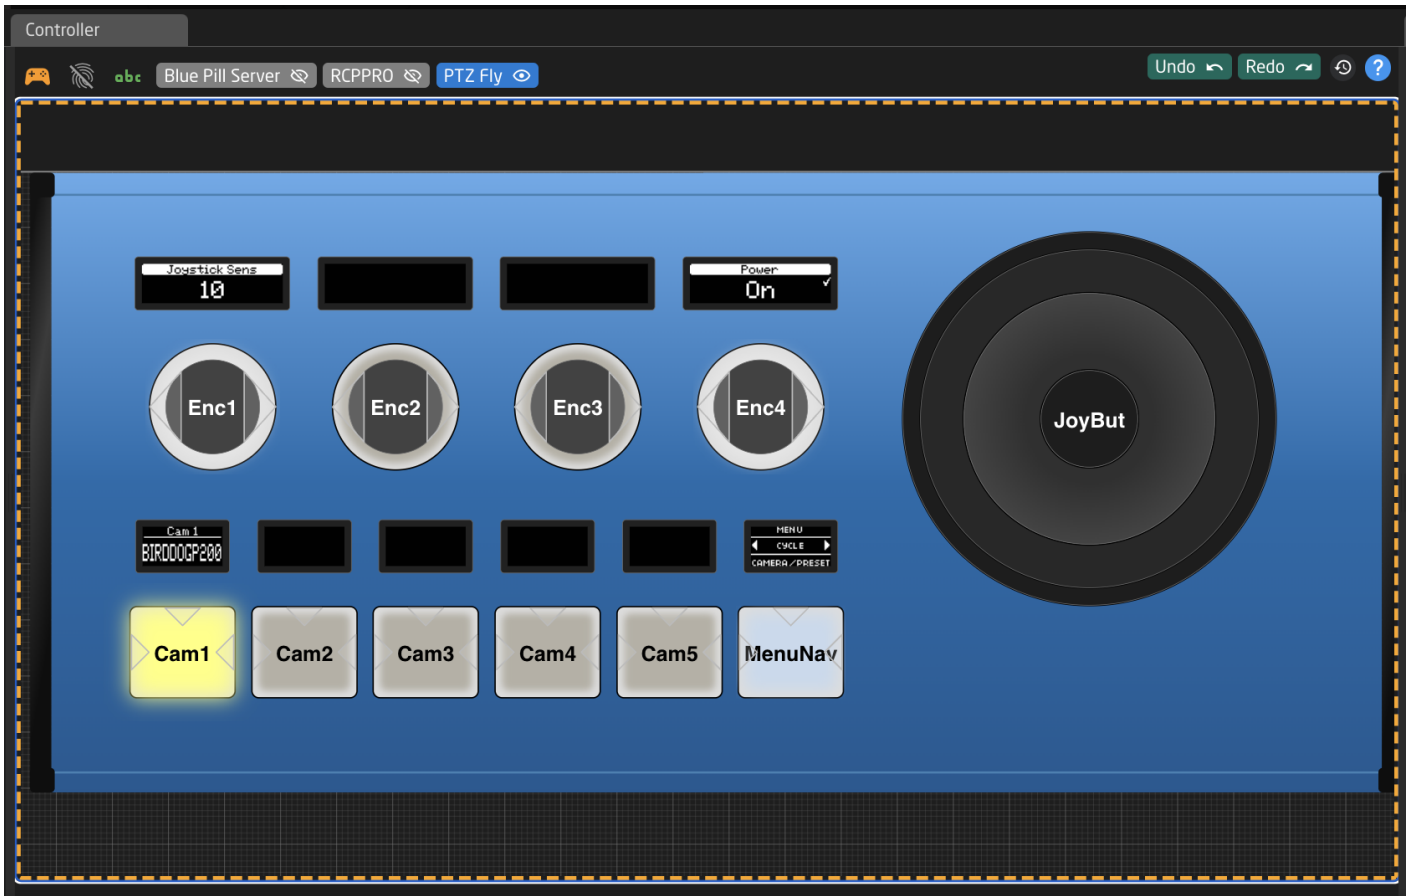 Controller
abc Blue Pill Server RCPPRO PTZ Fly Undo Redo ?
Joystick Sens
10
Power
On
Enc1 Enc2 Enc3 Enc4
JoyBut
Cam 1
BIRDDOGP200
MENU
CYCLE
CAMERA/PRESET
Cam1 Cam2 Cam3 Cam4 Cam5 MenuNav